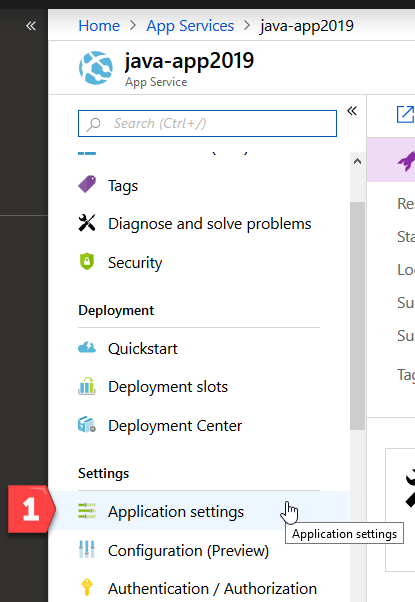 Home > App Services > java-app2019
java-app2019
App Service
Search (Ctrl+/)
Tags
Diagnose and solve problems
Security
Deployment
Quickstart
Deployment slots
Deployment Center
Settings
1
Application settings
Application settings
Configuration (Preview)
Authentication / Authorization
Re
Sta
Lo
Su
Su
Tag